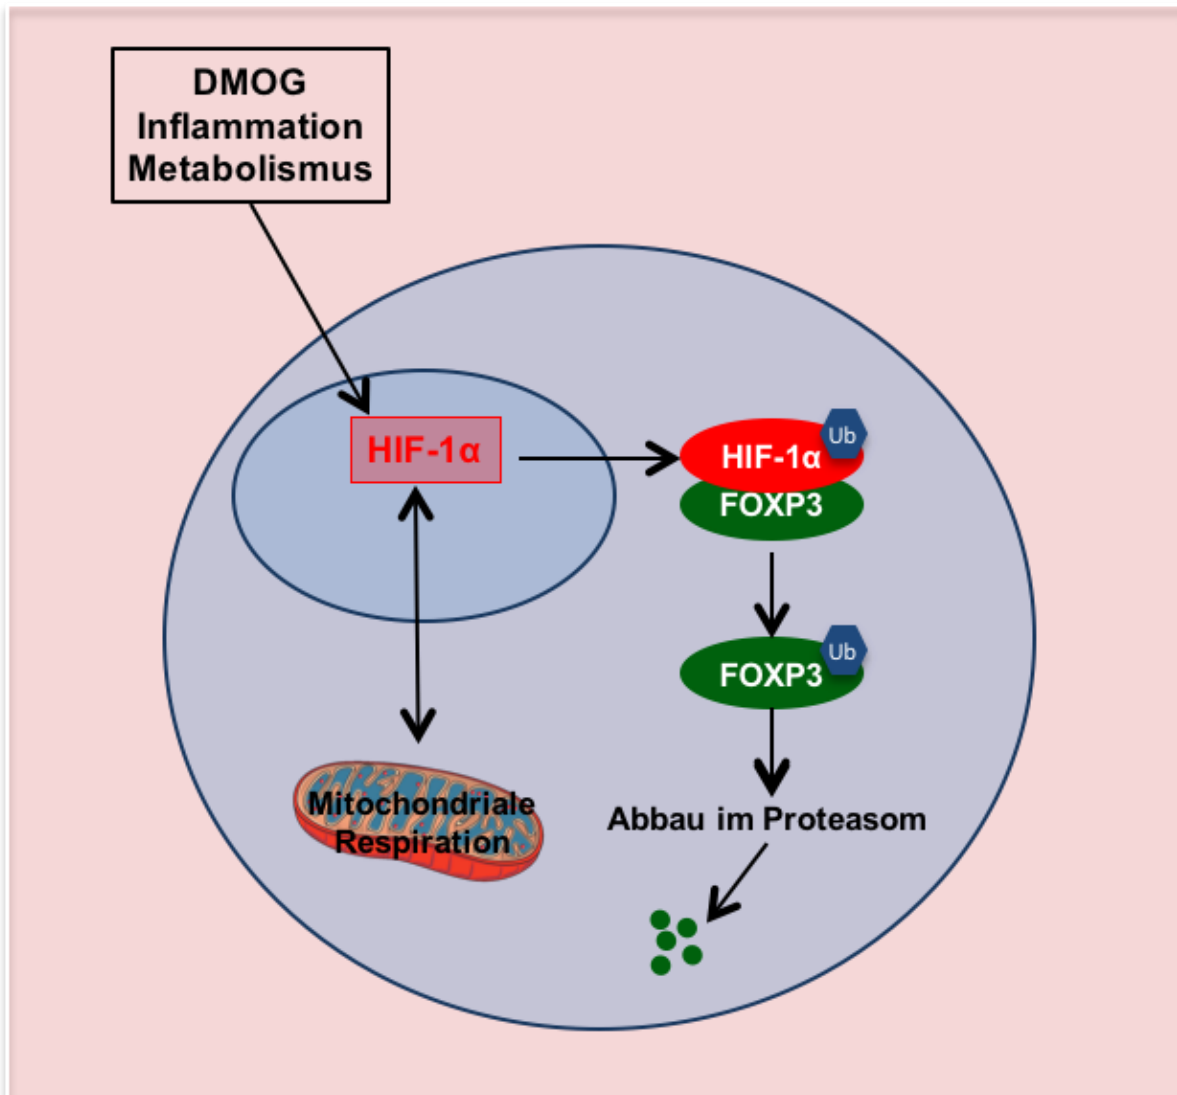 DMOG
Inflammation
Metabolismus
HIF-1α
HIF-1α
Ub
FOXP3
FOXP3
Ub
Mitochondriale
Respiration
Abbau im Proteasom